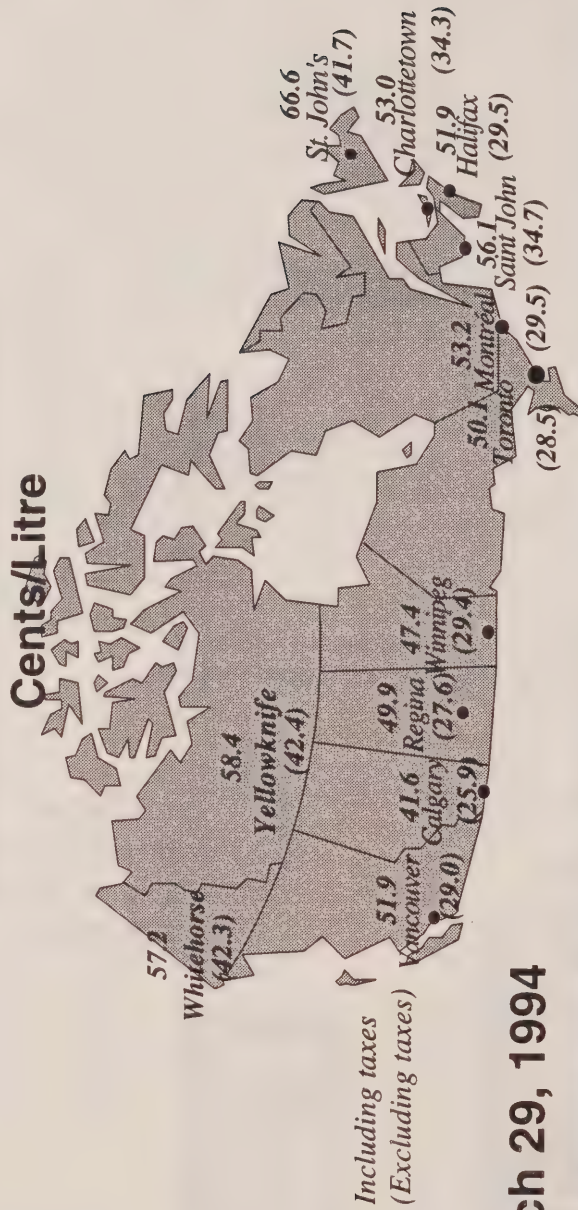 Cents/Litre
57.2
Whitehorse
(42.3)
58.4
Yellowknife
(42.4)
66.6
St. John's
(41.7)
53.0
Charlottetown
(34.3)
51.9
Halifax
(29.5)
56.1
Saint John
(34.7)
53.2
Montréal
(29.5)
50.1
Toronto
(28.5)
47.4
Winnipeg
(29.4)
49.9
Regina
(27.6)
41.6
Calgary
(25.9)
51.9
Vancouver
(29.0)
Including taxes
(Excluding taxes)
ch 29, 1994